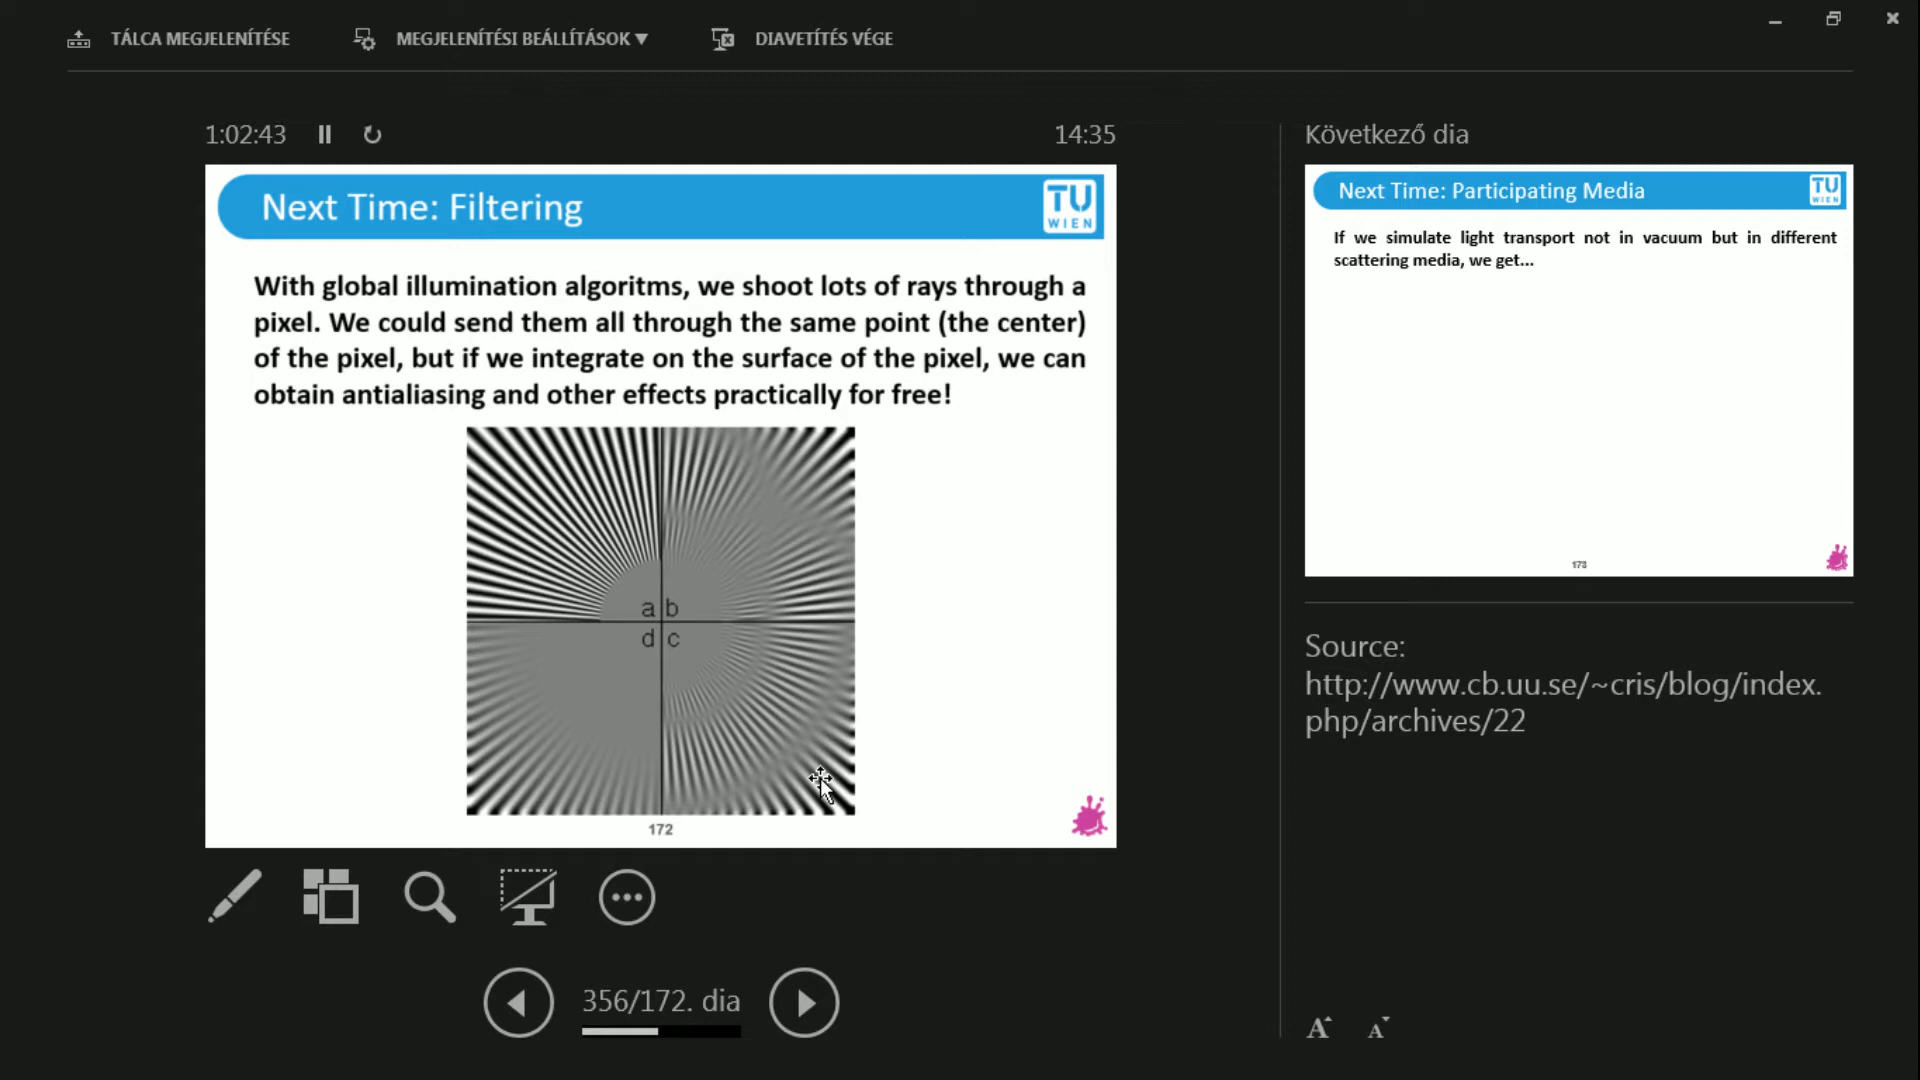 TÁLCA MEGJELENÍTÉSE
MEGJELENÍTÉSI BEÁLLÍTÁSOK ▼
DIAVETÍTÉS VÉGE
1:02:43
14:35
Next Time: Filtering
TU
WIEN
With global illumination algoritms, we shoot lots of rays through a
pixel. We could send them all through the same point (the center)
of the pixel, but if we integrate on the surface of the pixel, we can
obtain antialiasing and other effects practically for free!
a b
d c
172
356/172. dia
Következő dia
Next Time: Participating Media
TU
WIEN
If we simulate light transport not in vacuum but in different
scattering media, we get...
173
Source:
http://www.cb.uu.se/~cris/blog/index.
php/archives/22
A A